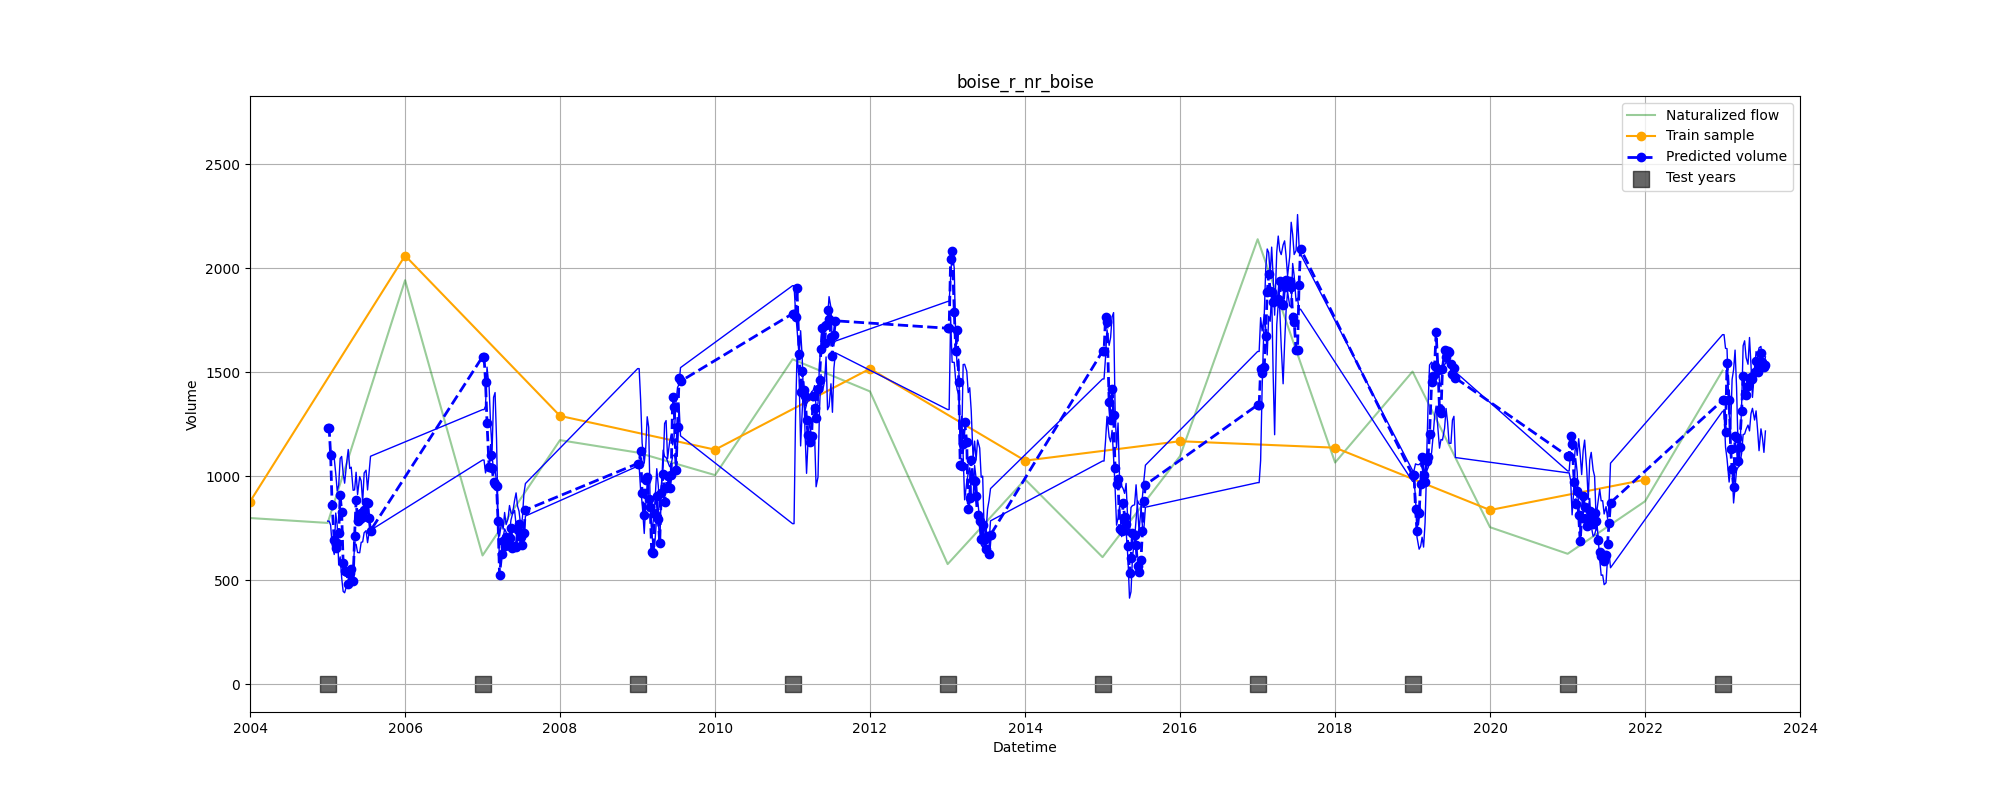 boise_r_nr_boise
Naturalized flow
Train sample
Predicted volume
Test years
Volume
2500
2000
1500
1000
500
0
2004 2006 2008 2010 2012 2014 2016 2018 2020 2022 2024
Datetime